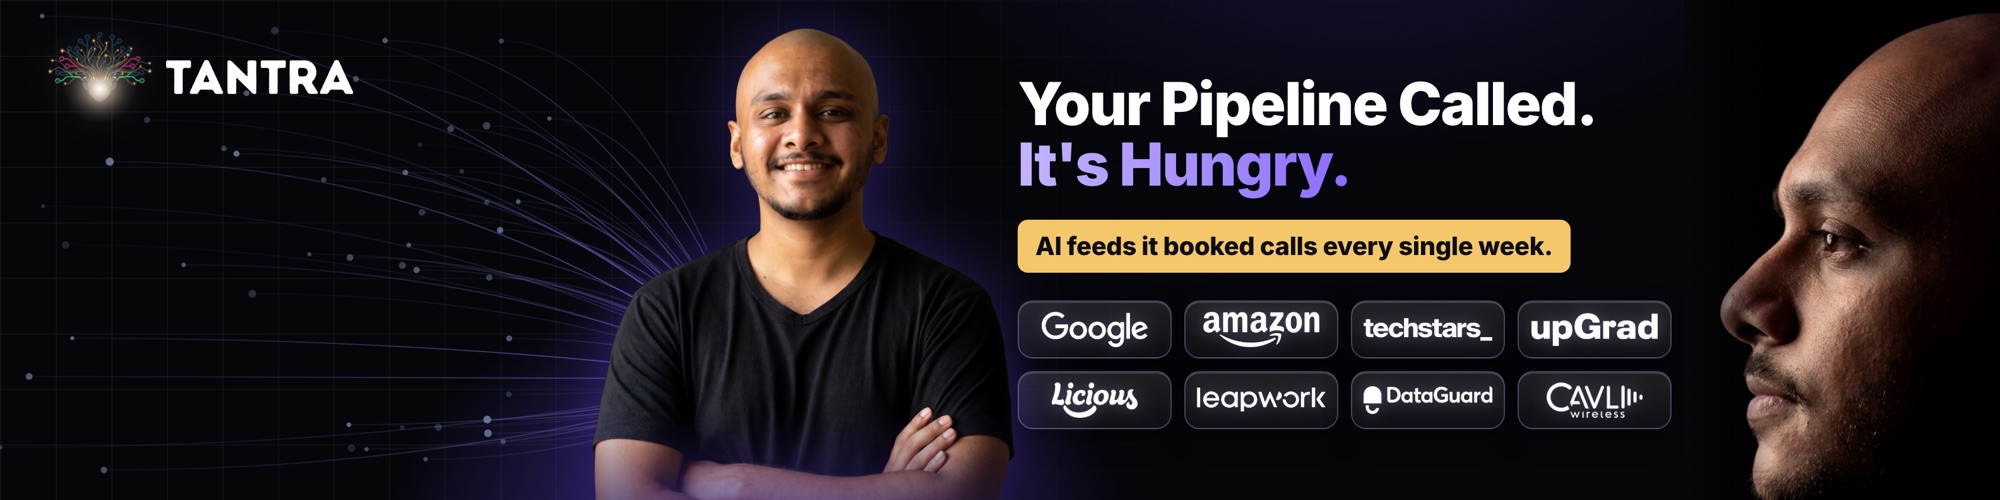 TANTRA
Your Pipeline Called.
It's Hungry.
AI feeds it booked calls every single week.
Google
amazon
techstars_
upGrad
Licious
leapwork
DataGuard
CAVLI
wireless